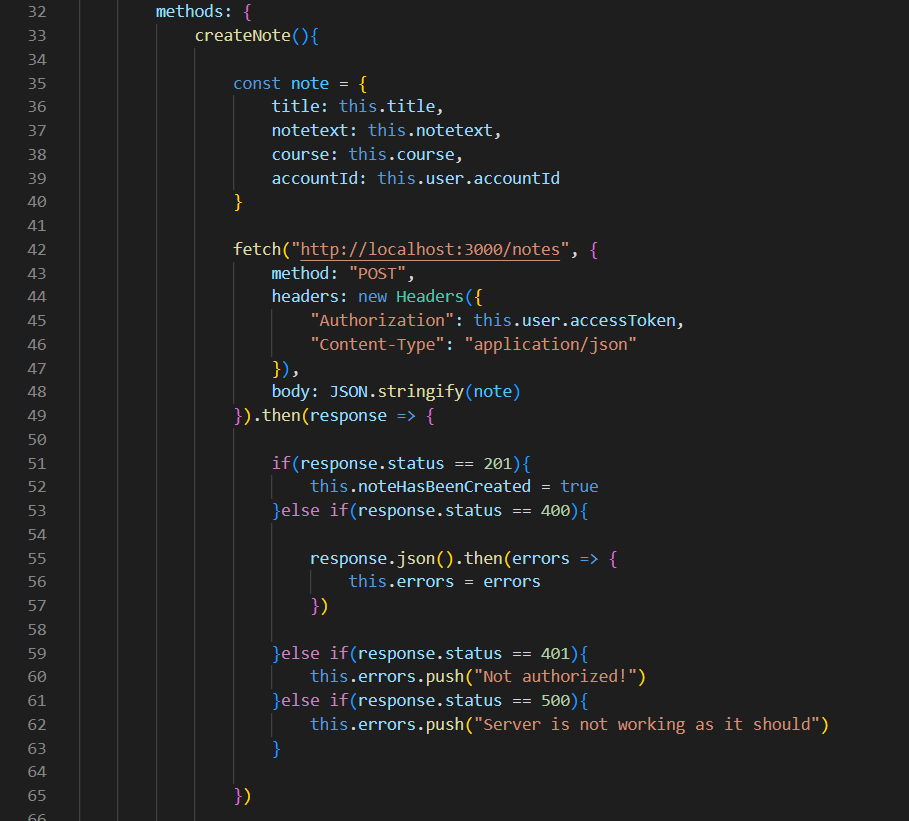 32 methods: {
33 createNote(){
34
35 const note = {
36 title: this.title,
37 notetext: this.notetext,
38 course: this.course,
39 accountId: this.user.accountId
40 }
41
42 fetch("http://localhost:3000/notes", {
43 method: "POST",
44 headers: new Headers({
45 "Authorization": this.user.accessToken,
46 "Content-Type": "application/json"
47 }),
48 body: JSON.stringify(note)
49 }).then(response => {
50
51 if(response.status == 201){
52 this.noteHasBeenCreated = true
53 }else if(response.status == 400){
54
55 response.json().then(errors => {
56 this.errors = errors
57 })
58
59 }else if(response.status == 401){
60 this.errors.push("Not authorized!")
61 }else if(response.status == 500){
62 this.errors.push("Server is not working as it should")
63 }
64
65 })
66